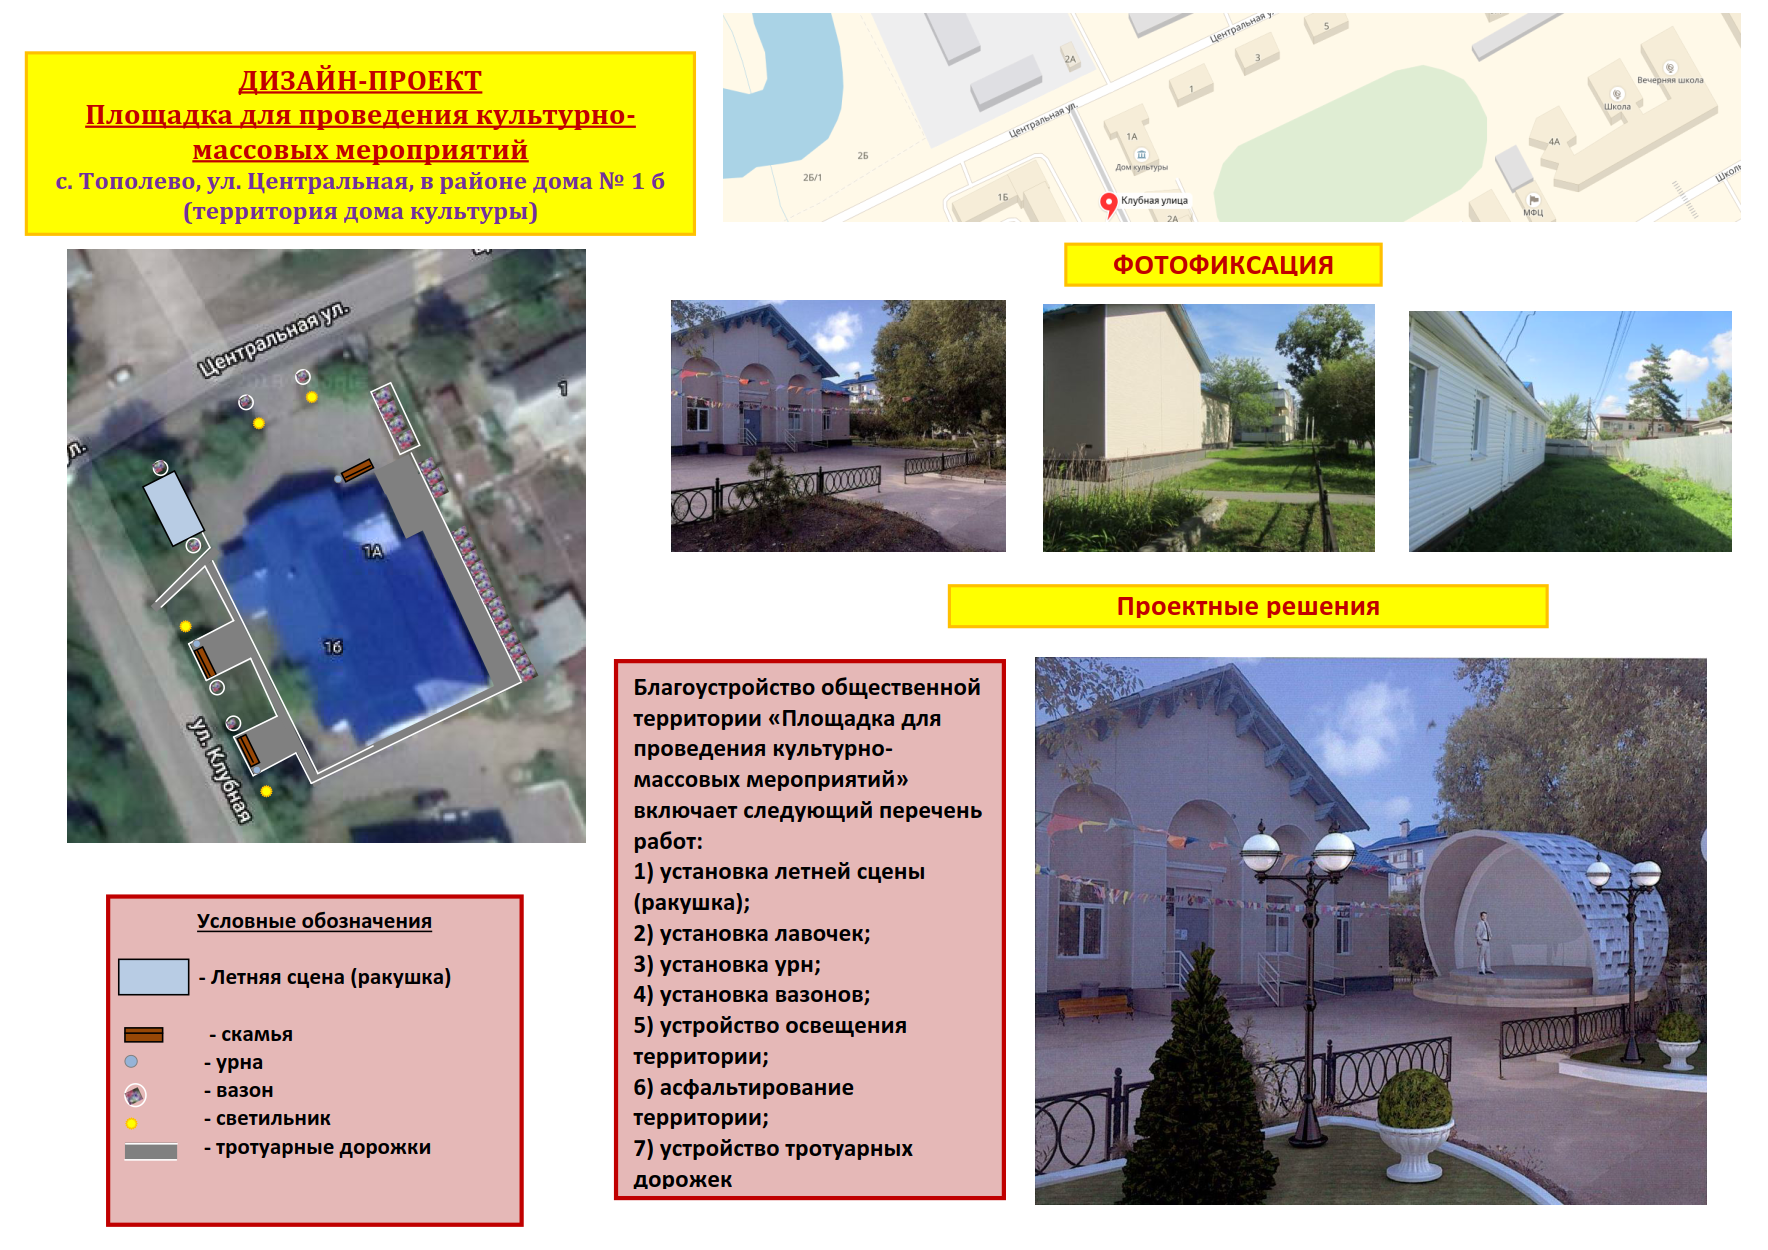 ДИЗАЙН-ПРОЕКТ
Площадка для проведения культурно-
массовых мероприятий
с. Тополево, ул. Центральная, в районе дома № 1 б
(территория дома культуры)
Центральная у
5
3
2А
1
Центральная ул.
1А
Дом культуры
2Б
2Б/1
1Б
Клубная улица
2А
Вечерняя школа
Школа
4А
МФЦ
Школь
ФОТОФИКСАЦИЯ
Центральная ул.
ул.
1
1А
1б
ул. Клубная
Проектные решения
Благоустройство общественной
территории «Площадка для
проведения культурно-
массовых мероприятий»
включает следующий перечень
работ:
1) установка летней сцены
(ракушка);
2) установка лавочек;
3) установка урн;
4) установка вазонов;
5) устройство освещения
территории;
6) асфальтирование
территории;
7) устройство тротуарных
дорожек
Условные обозначения
- Летняя сцена (ракушка)
- скамья
- урна
- вазон
- светильник
- тротуарные дорожки